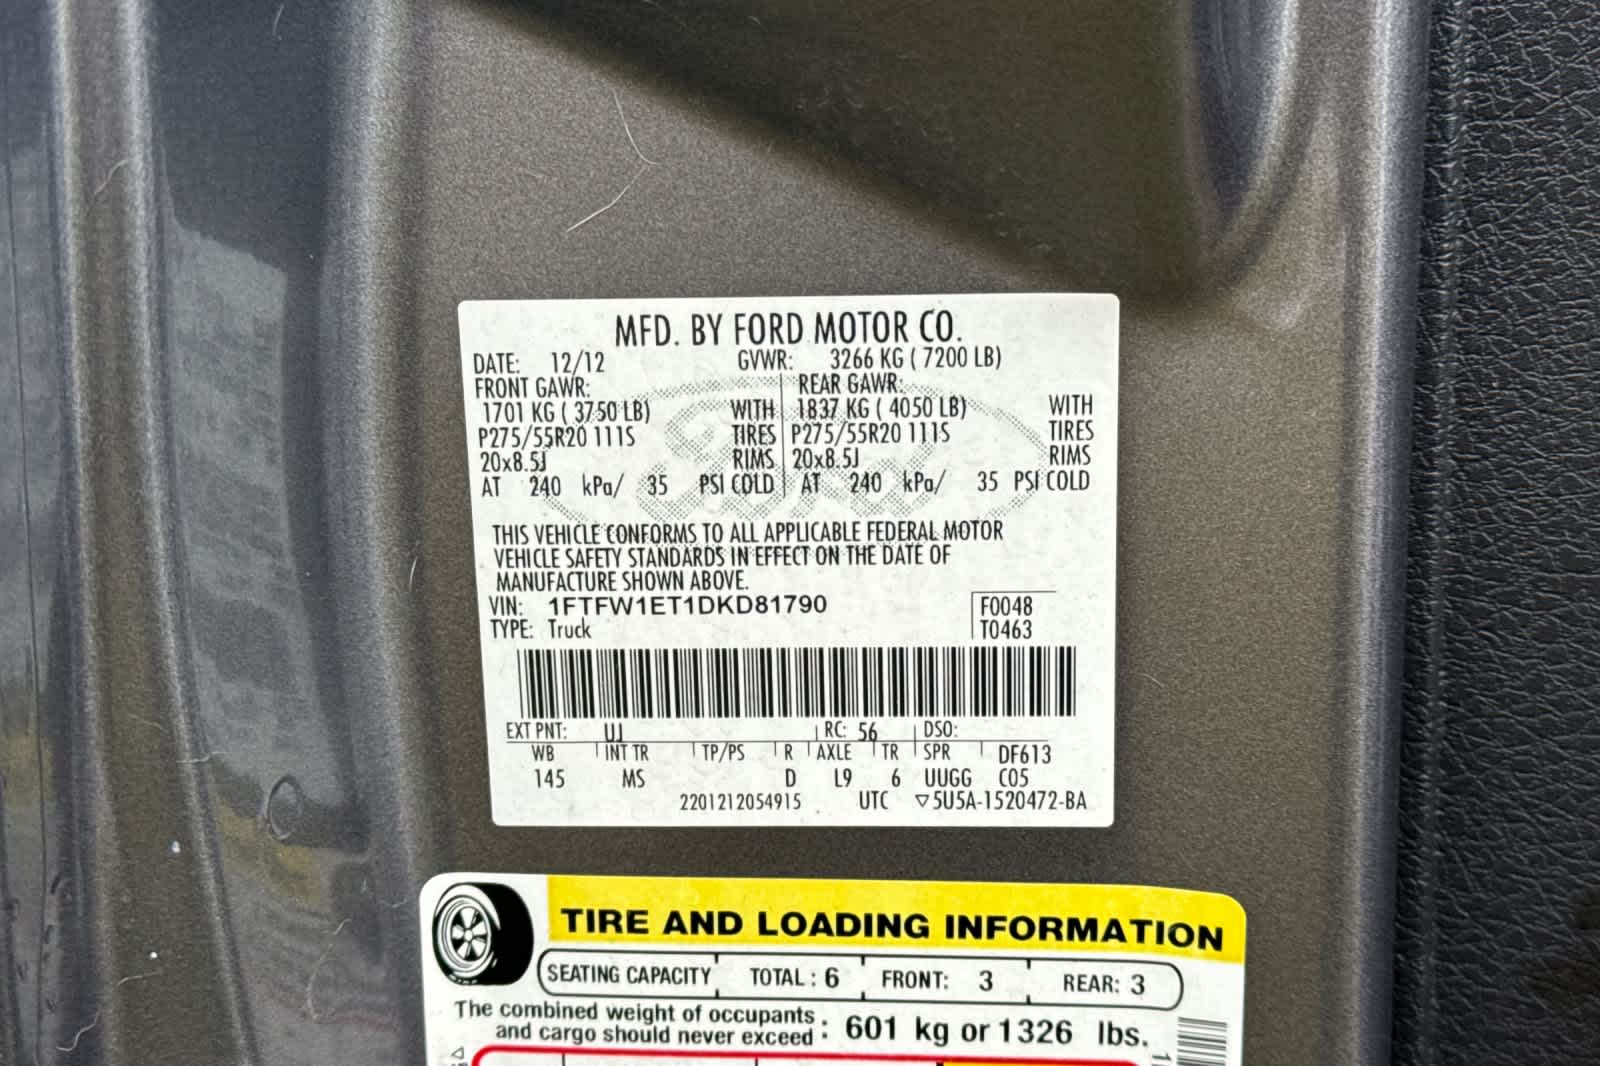 MFD. BY FORD MOTOR CO.
DATE: 12/12 GVWR: 3266 KG ( 7200 LB)
FRONT GAWR: REAR GAWR:
1701 KG ( 3750 LB) WITH 1837 KG ( 4050 LB) WITH
P275/55R20 111S TIRES P275/55R20 111S TIRES
20x8.5J RIMS 20x8.5J RIMS
AT 240 kPa/ 35 PSI COLD AT 240 kPa/ 35 PSI COLD
THIS VEHICLE CONFORMS TO ALL APPLICABLE FEDERAL MOTOR
VEHICLE SAFETY STANDARDS IN EFFECT ON THE DATE OF
MANUFACTURE SHOWN ABOVE.
VIN: 1FTFW1ET1DKD81790 F0048
TYPE: Truck T0463
EXT PNT: UJ RC: 56 DSO:
WB INT TR TP/PS R AXLE TR SPR DF613
145 MS D L9 6 UUGG C05
2201212054915 UTC ▽5U5A-1520472-BA
TIRE AND LOADING INFORMATION
SEATING CAPACITY TOTAL : 6 FRONT: 3 REAR: 3
The combined weight of occupants
and cargo should never exceed : 601 kg or 1326 lbs.